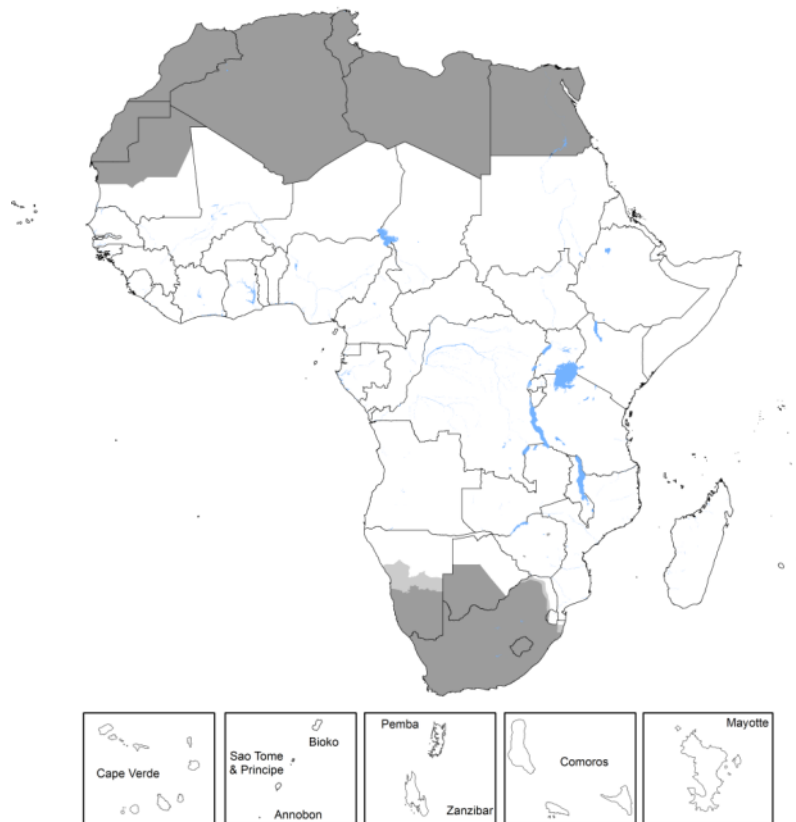 Cape Verde
Bioko
Sao Tome
& Principe
Annobon
Pemba
Zanzibar
Comoros
Mayotte